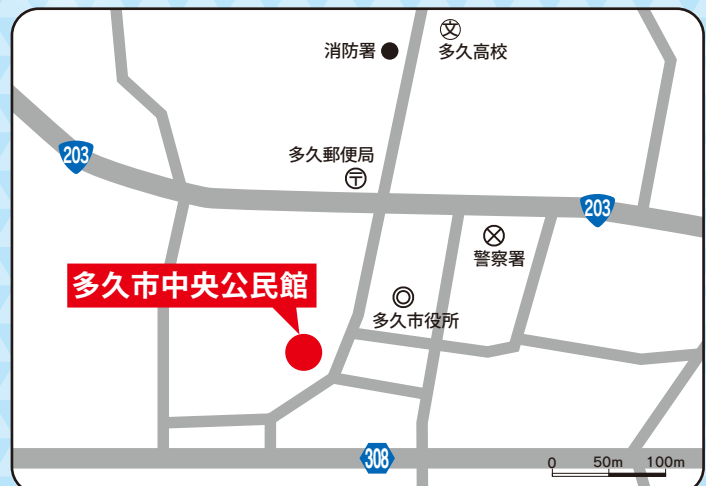 文
消防署
多久高校
203
多久郵便局
〒
203
警察署
多久市中央公民館
多久市役所
308
0 50m 100m